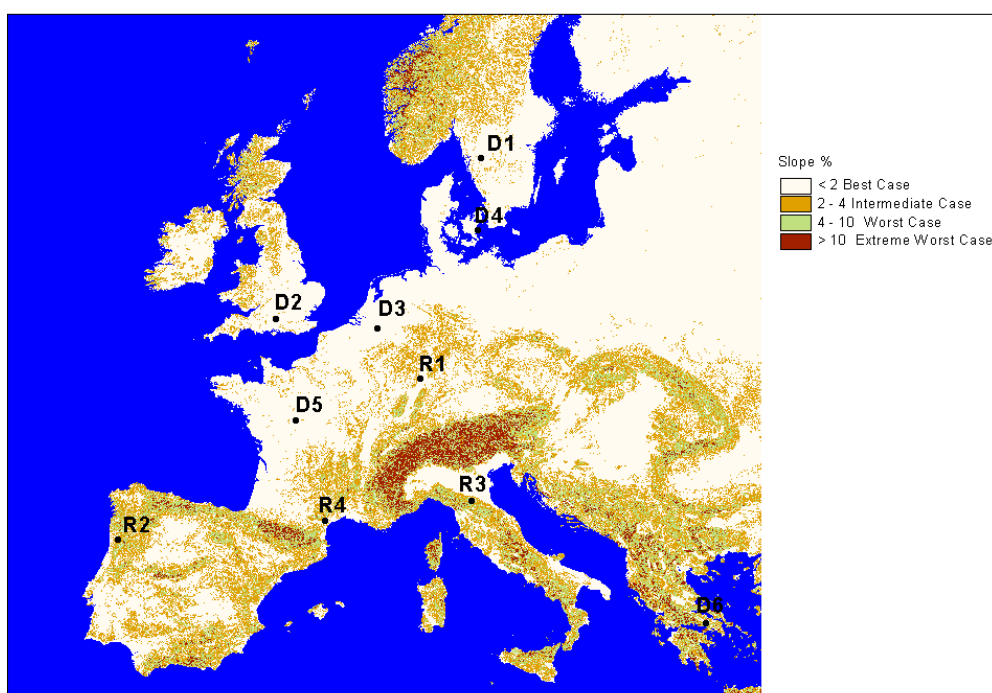 D1
D4
D2
D3
R1
D5
R3
R4
R2
D6
Slope %
< 2 Best Case
2 - 4 Intermediate Case
4 - 10 Worst Case
> 10 Extreme Worst Case